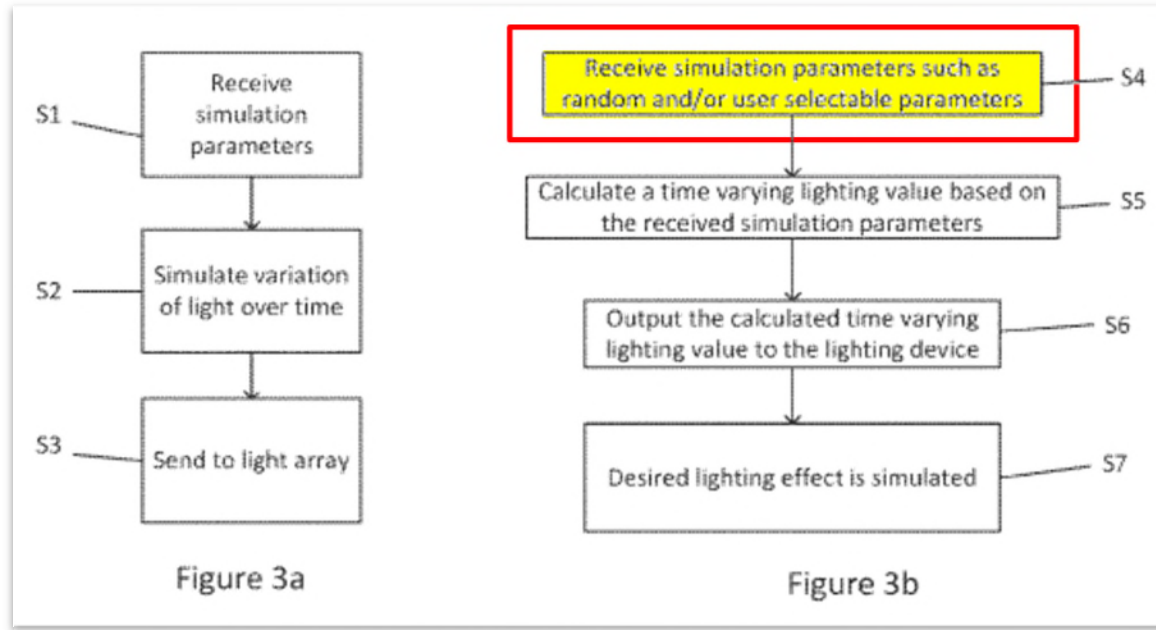 S1
Receive
simulation
parameters
S2
Simulate variation
of light over time
S3
Send to light array
Figure 3a
Receive simulation parameters such as
random and/or user selectable parameters
S4
Calculate a time varying lighting value based on
the received simulation parameters
S5
Output the calculated time varying
lighting value to the lighting device
S6
Desired lighting effect is simulated
S7
Figure 3b